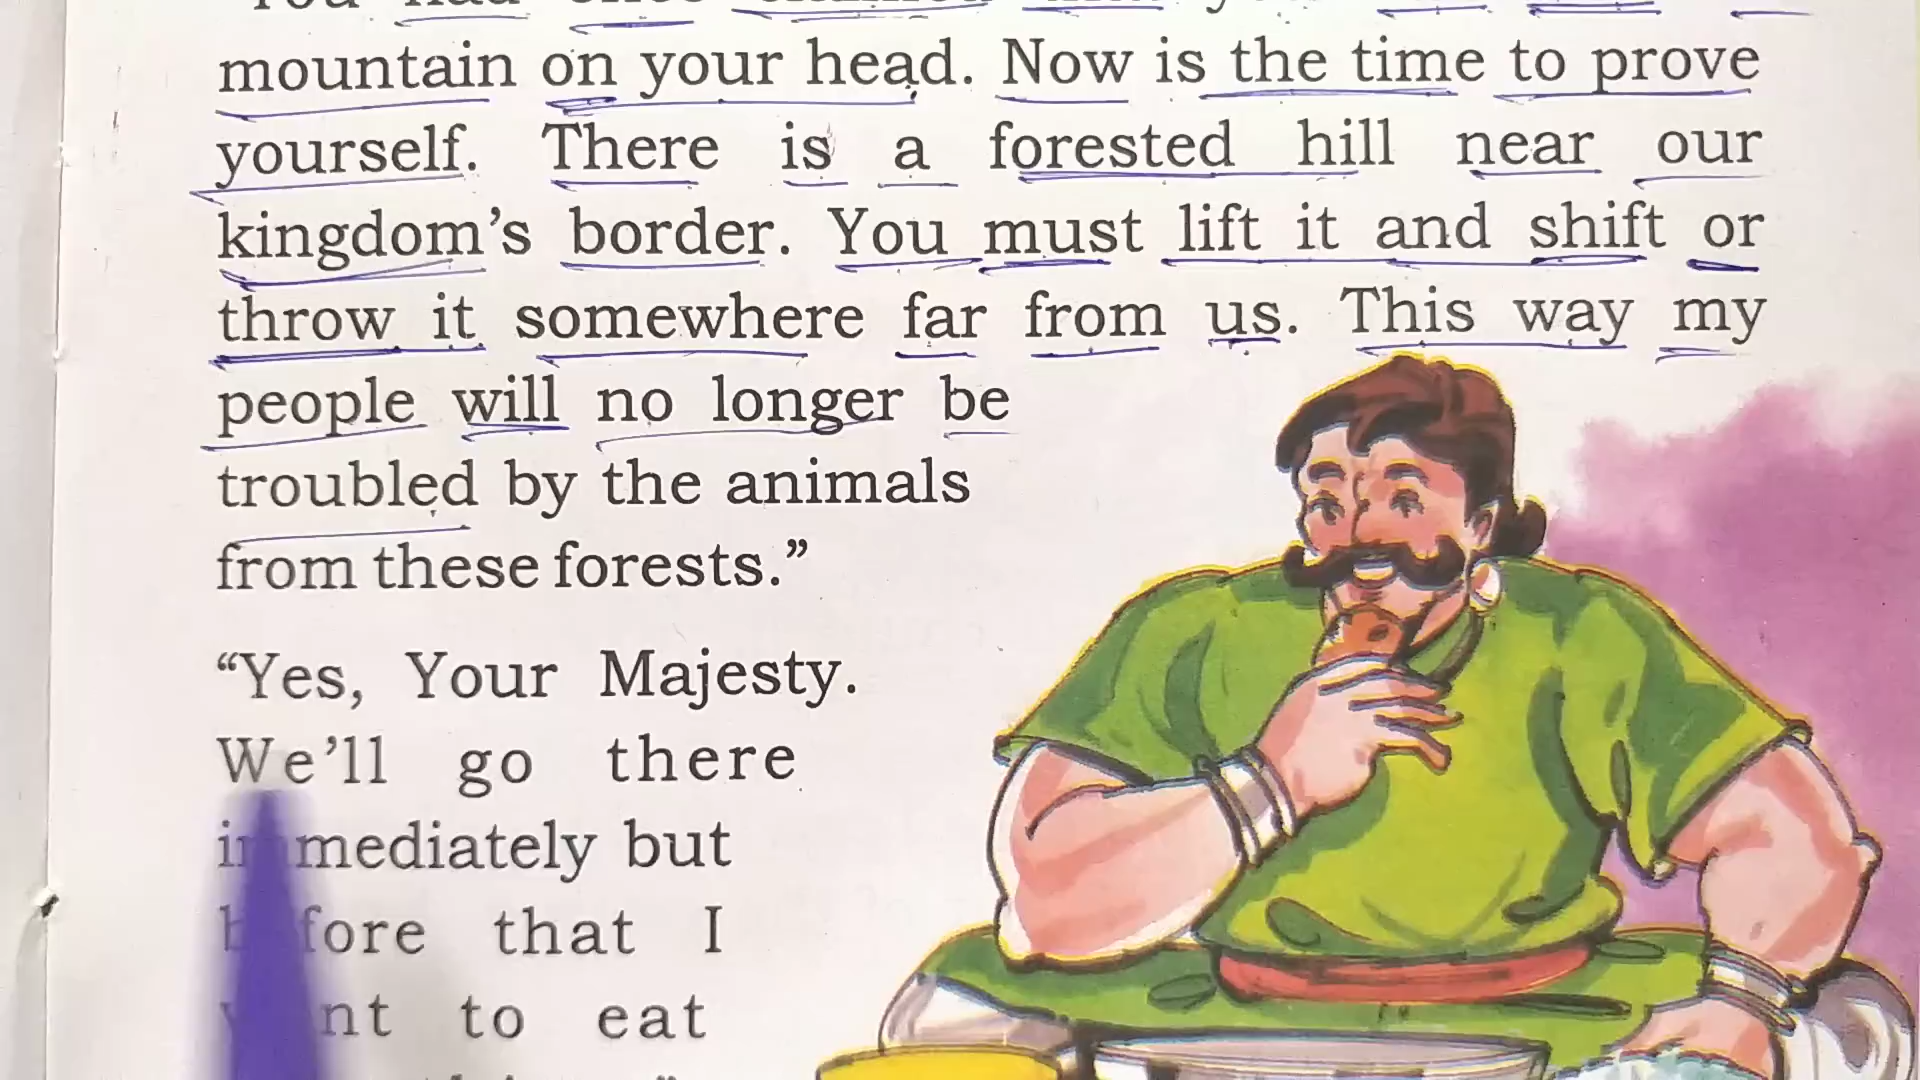 mountain on your head. Now is the time to prove
yourself. There is a forested hill near our
kingdom's border. You must lift it and shift or
throw it somewhere far from us. This way my
people will no longer be
troubled by the animals
from these forests.”
“Yes, Your Majesty.
We'll go there
immediately but
before that I
want to eat